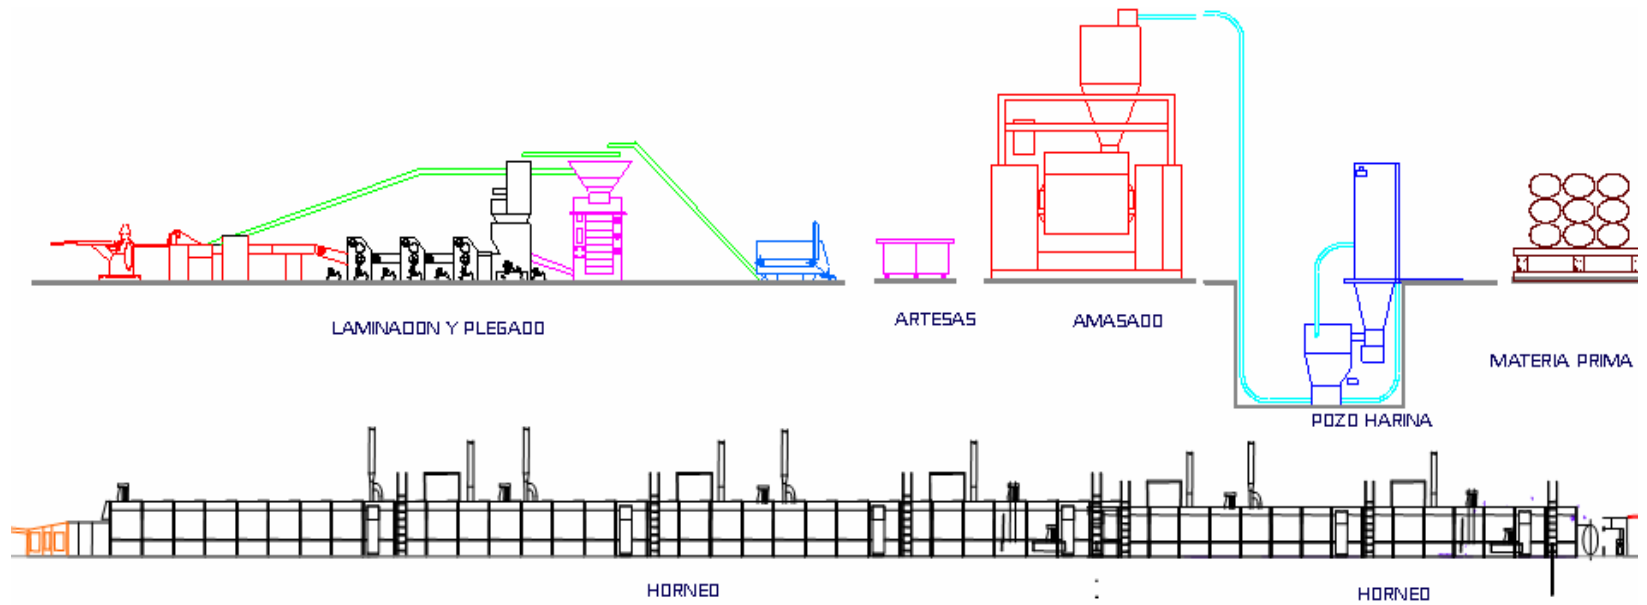 LAMINADON Y PLEGADO
ARTESAS
AMASADO
MATERIA PRIMA
POZO HARINA
HORNEO
HORNEO